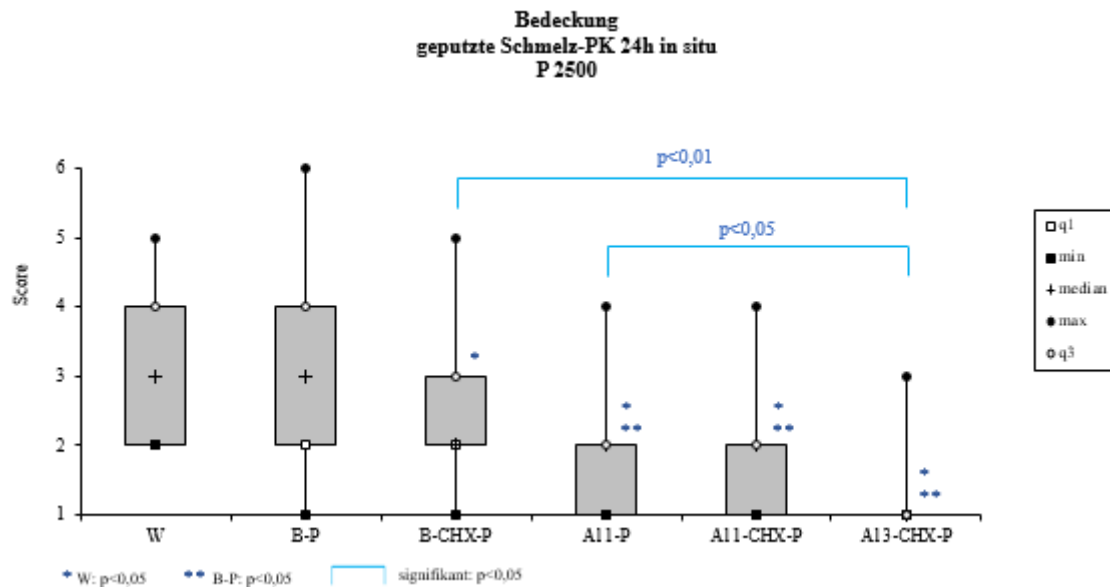 Bedeckung
geputzte Schmelz-PK 24h in situ
P 2500
p<0,01
p<0,05
Score
6
5
4
3
2
1
W
B-P
B-CHX-P
A11-P
A11-CHX-P
A13-CHX-P
q1
min
median
max
q3
*
*
**
*
**
*
**
* W: p<0,05
** B-P: p<0,05
signifikant: p<0,05